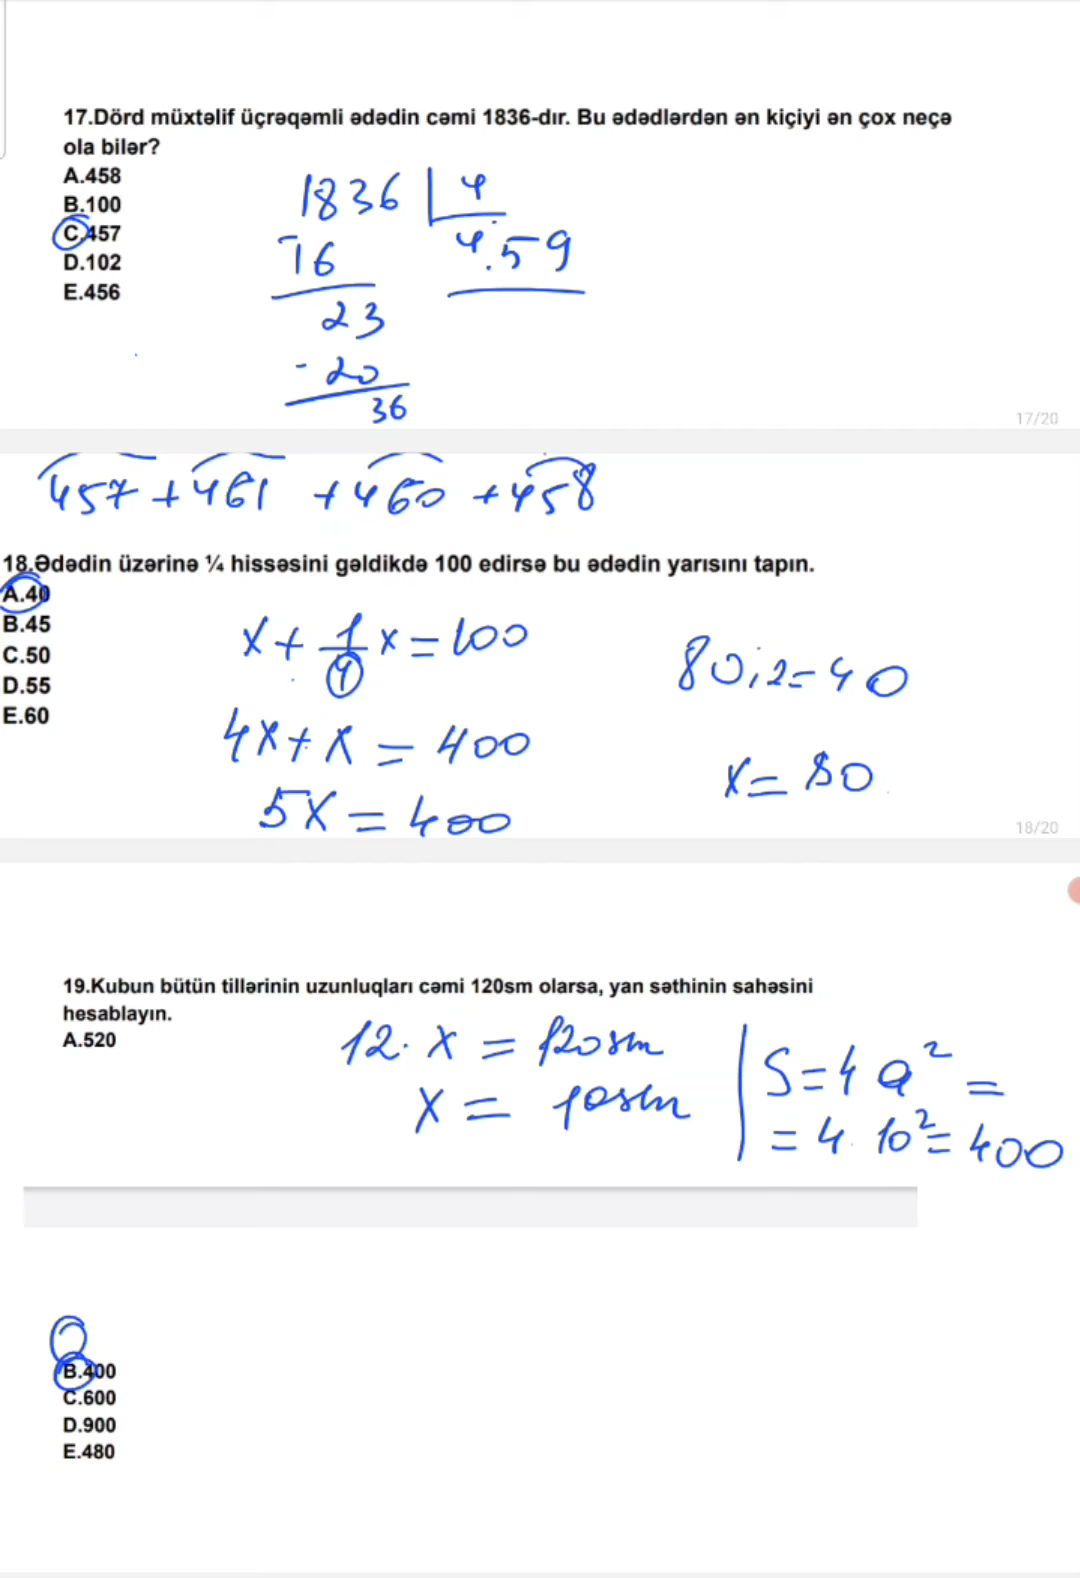 17.Dörd müxtəlif üçrəqəmli ədədin cəmi 1836-dır. Bu ədədlərdən ən kiçiyi ən çox neçə
ola bilər?
A.458
B.100
C.457
D.102
E.456
1836 | 4
16 4.59
23
- 20
36
17/20
457 + 461 + 460 + 458
18.Ədədin üzərinə ¼ hissəsini gəldikdə 100 edirsə bu ədədin yarısını tapın.
A.40
B.45
C.50
D.55
E.60
x + 1/4 x = 100
4x + x = 400
5x = 400
80:2=40
x = 80
18/20
19.Kubun bütün tillərinin uzunluqları cəmi 120sm olarsa, yan səthinin sahəsini
hesablayın.
A.520
12. x = 120sm
x = 10sm
S=4a² =
= 4.10² = 400
B.400
C.600
D.900
E.480